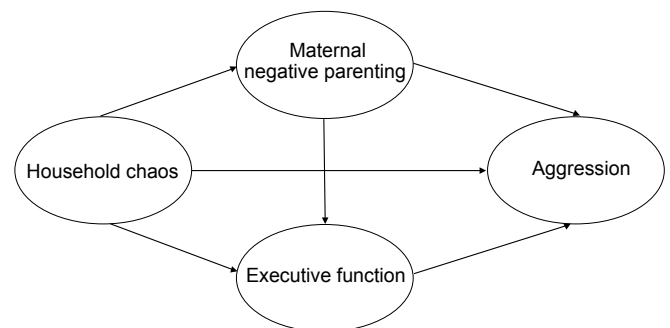 Maternal
negative parenting
Household chaos
Aggression
Executive function